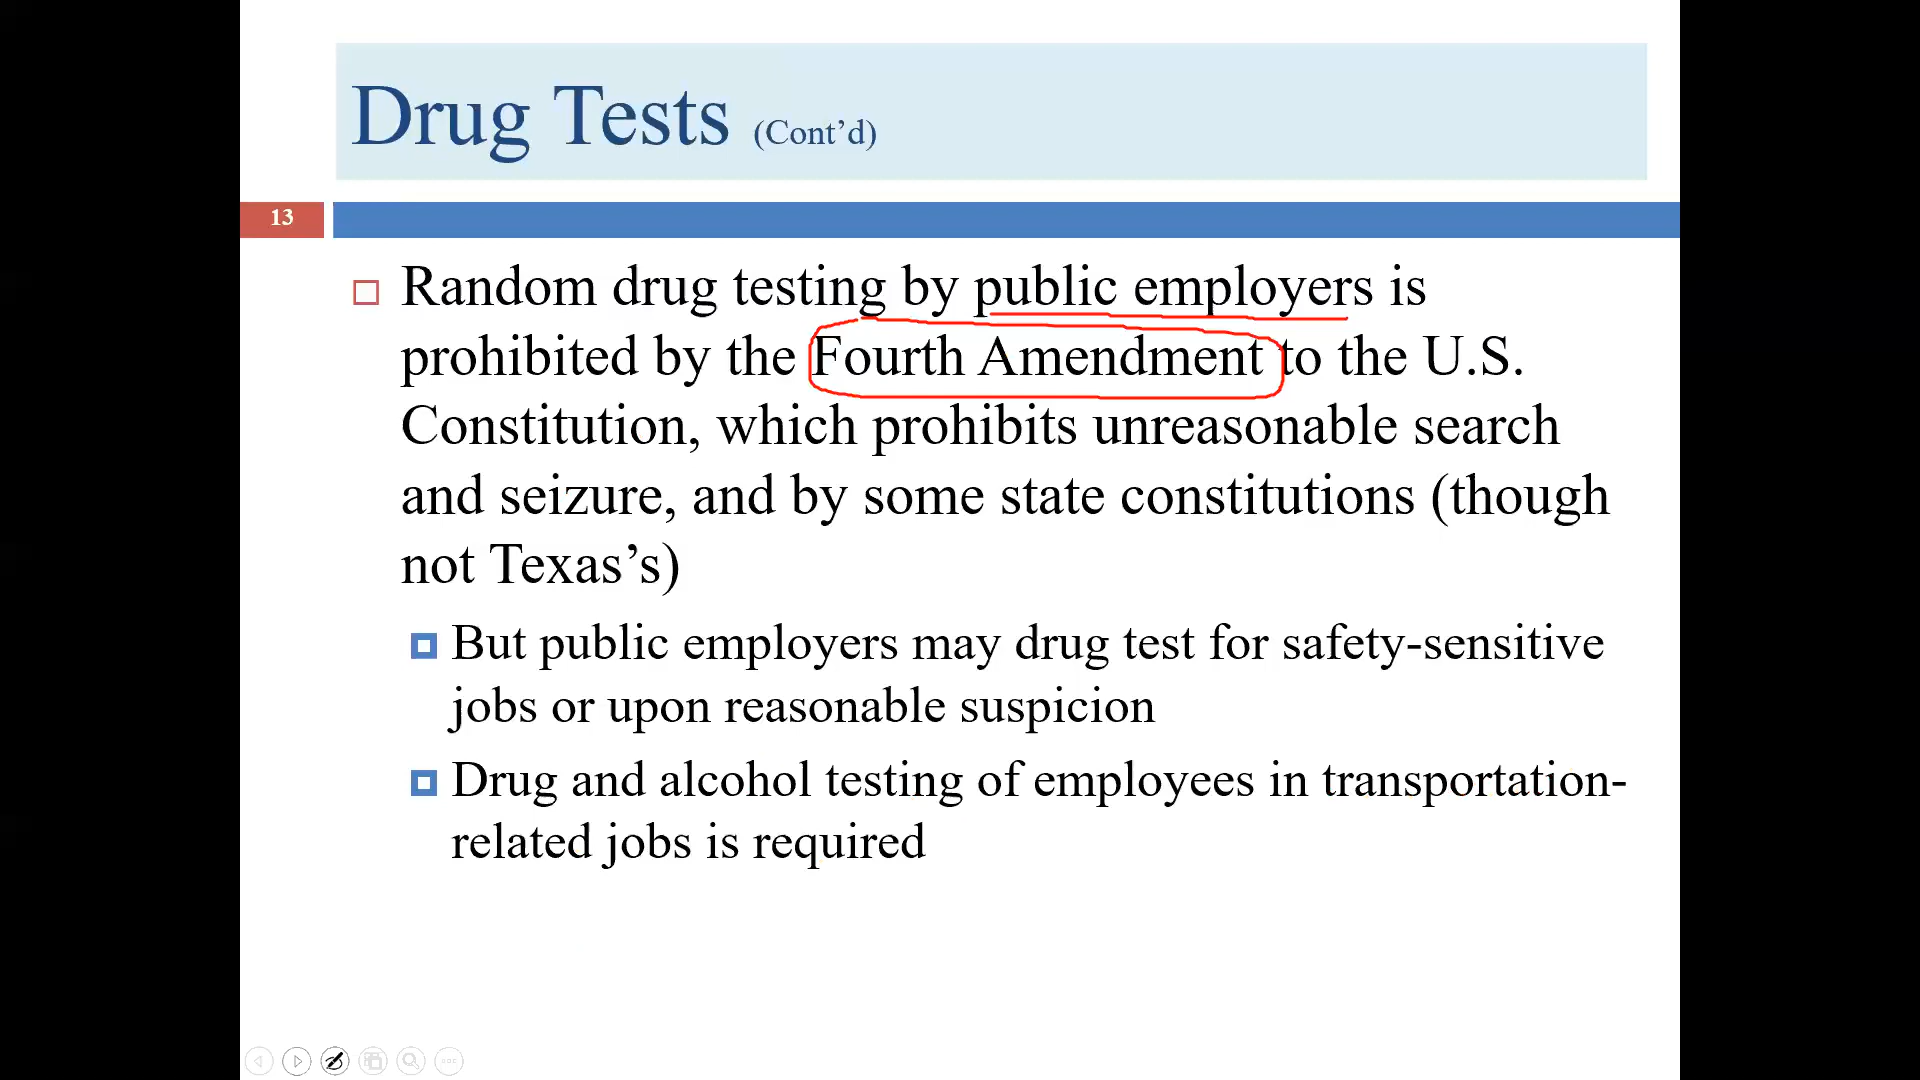 Drug Tests (Cont’d)
13
Random drug testing by public employers is
prohibited by the Fourth Amendment to the U.S.
Constitution, which prohibits unreasonable search
and seizure, and by some state constitutions (though
not Texas’s)
But public employers may drug test for safety-sensitive
jobs or upon reasonable suspicion
Drug and alcohol testing of employees in transportation-
related jobs is required